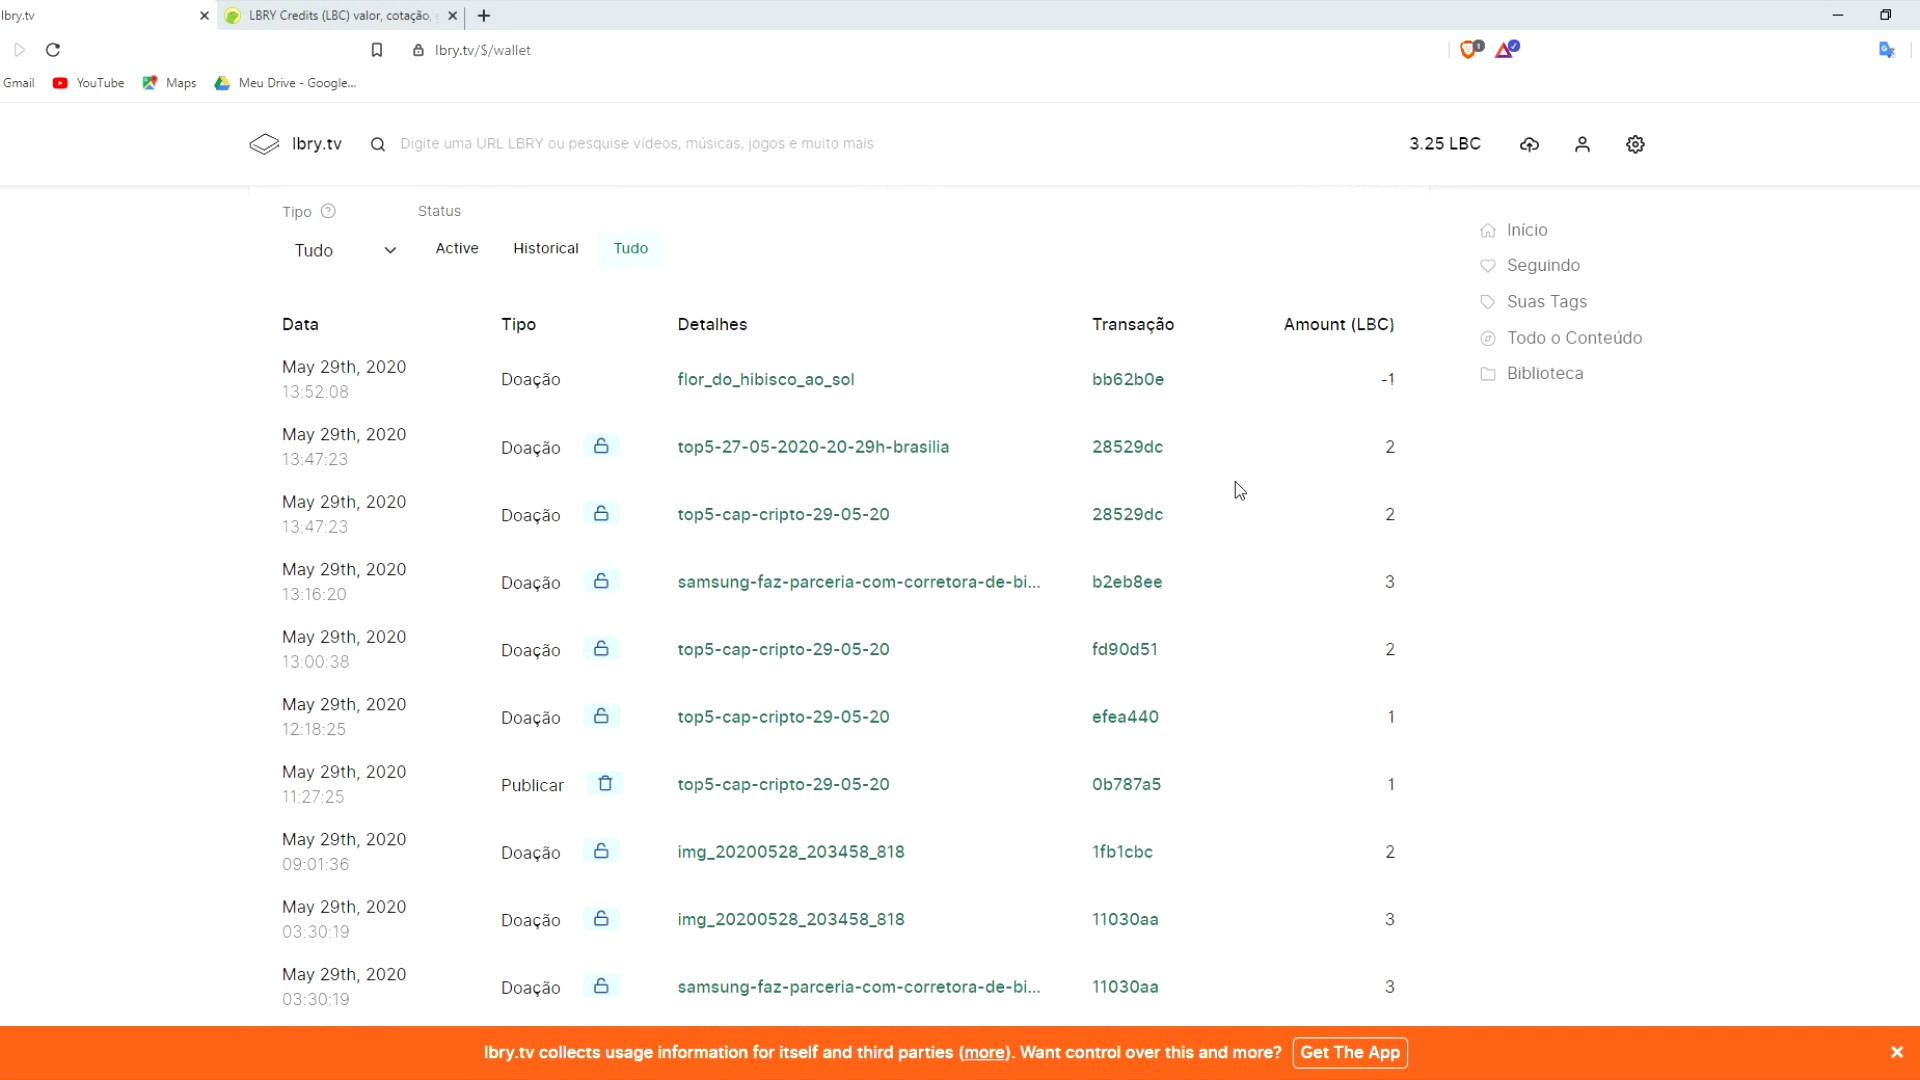 lbry.tv
LBRY Credits (LBC) valor, cotação,
lbry.tv/$/wallet
1
Gmail YouTube Maps Meu Drive - Google...
lbry.tv Digite uma URL LBRY ou pesquise vídeos, músicas, jogos e muito mais 3.25 LBC
Tipo Status
Tudo Active Historical Tudo
Início
Seguindo
Suas Tags
Todo o Conteúdo
Biblioteca
Data Tipo Detalhes Transação Amount (LBC)
May 29th, 2020
13:52:08
Doação flor_do_hibisco_ao_sol bb62b0e -1
May 29th, 2020
13:47:23
Doação top5-27-05-2020-20-29h-brasilia 28529dc 2
May 29th, 2020
13:47:23
Doação top5-cap-cripto-29-05-20 28529dc 2
May 29th, 2020
13:16:20
Doação samsung-faz-parceria-com-corretora-de-bi... b2eb8ee 3
May 29th, 2020
13:00:38
Doação top5-cap-cripto-29-05-20 fd90d51 2
May 29th, 2020
12:18:25
Doação top5-cap-cripto-29-05-20 efea440 1
May 29th, 2020
11:27:25
Publicar top5-cap-cripto-29-05-20 0b787a5 1
May 29th, 2020
09:01:36
Doação img_20200528_203458_818 1fb1cbc 2
May 29th, 2020
03:30:19
Doação img_20200528_203458_818 11030aa 3
May 29th, 2020
03:30:19
Doação samsung-faz-parceria-com-corretora-de-bi... 11030aa 3
lbry.tv collects usage information for itself and third parties (more). Want control over this and more? Get The App